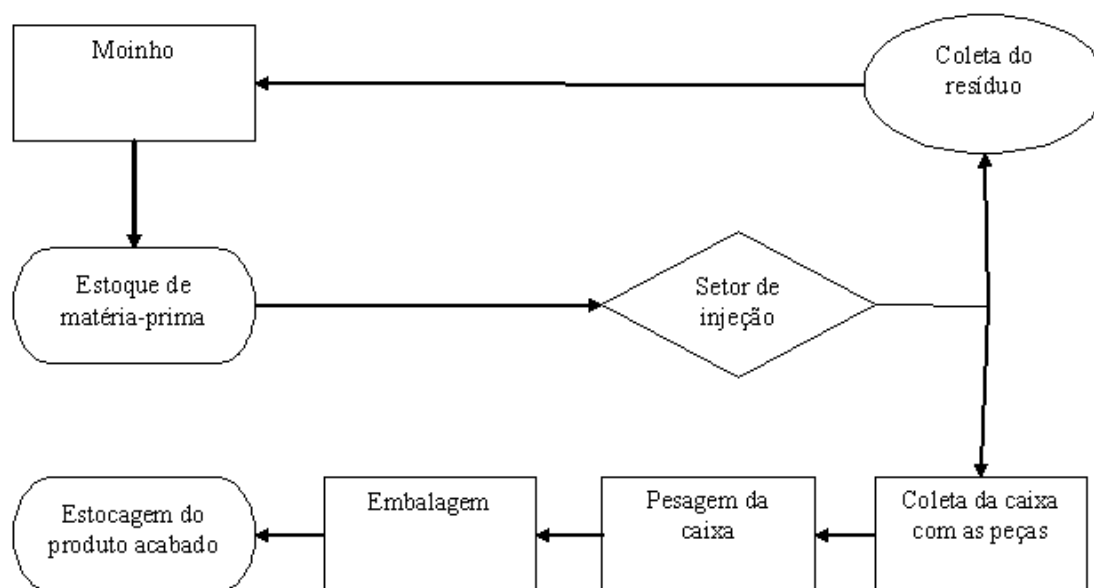 Moinho
Coleta do
resíduo
Estoque de
matéria-prima
Setor de
injeção
Estocagem do
produto acabado
Embalagem
Pesagem da
caixa
Coleta da caixa
com as peças